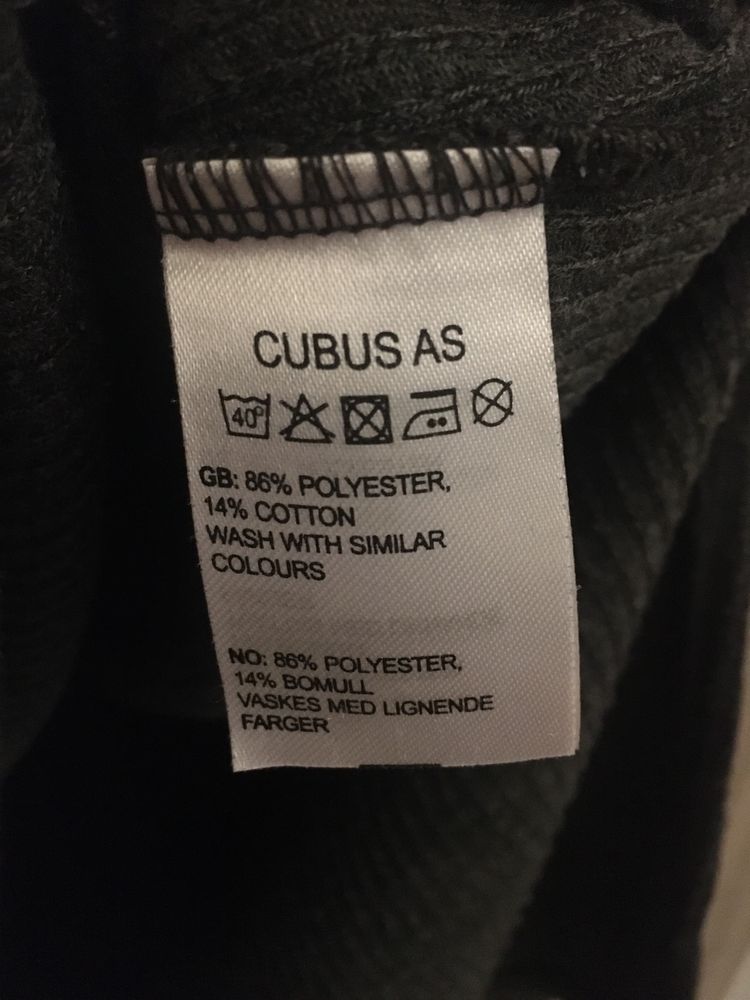 CUBUS AS
40°
GB: 86% POLYESTER,
14% COTTON
WASH WITH SIMILAR
COLOURS
NO: 86% POLYESTER,
14% BOMULL
VASKES MED LIGNENDE
FARGER